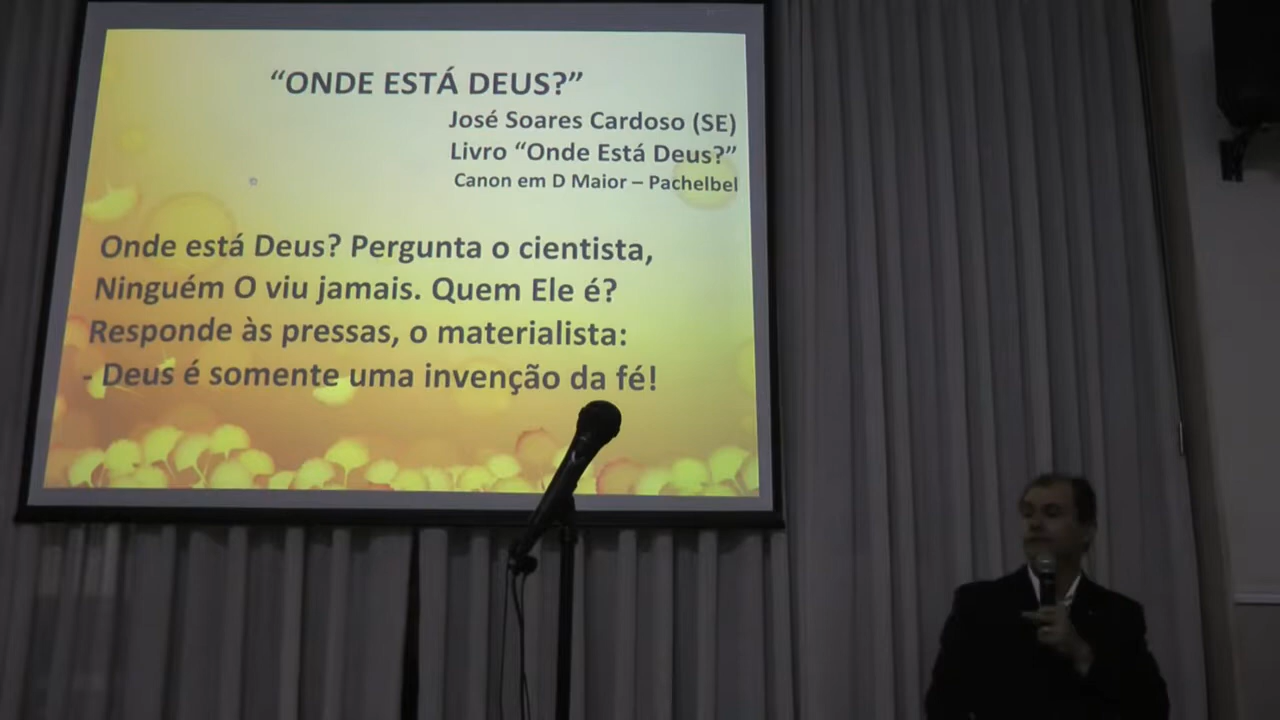 “ONDE ESTÁ DEUS?”
José Soares Cardoso (SE)
Livro “Onde Está Deus?”
Canon em D Maior – Pachelbel
Onde está Deus? Pergunta o cientista,
Ninguém O viu jamais. Quem Ele é?
Responde às pressas, o materialista:
- Deus é somente uma invenção da fé!